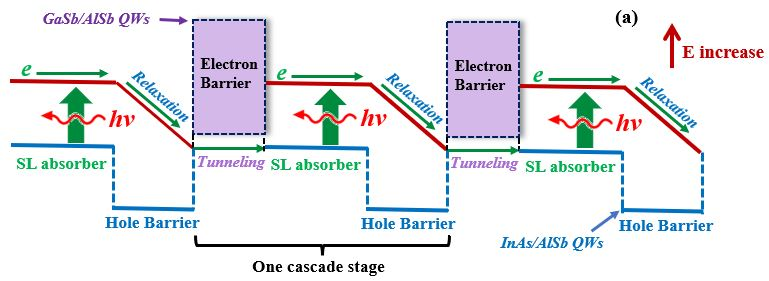 GaSb/AlSb QWs
(a)
E increase
e
Relaxation
Electron
Barrier
e
Relaxation
Electron
Barrier
e
Relaxation
hν
hν
hν
SL absorber
Tunneling
SL absorber
Tunneling
SL absorber
Hole Barrier
Hole Barrier
Hole Barrier
InAs/AlSb QWs
One cascade stage